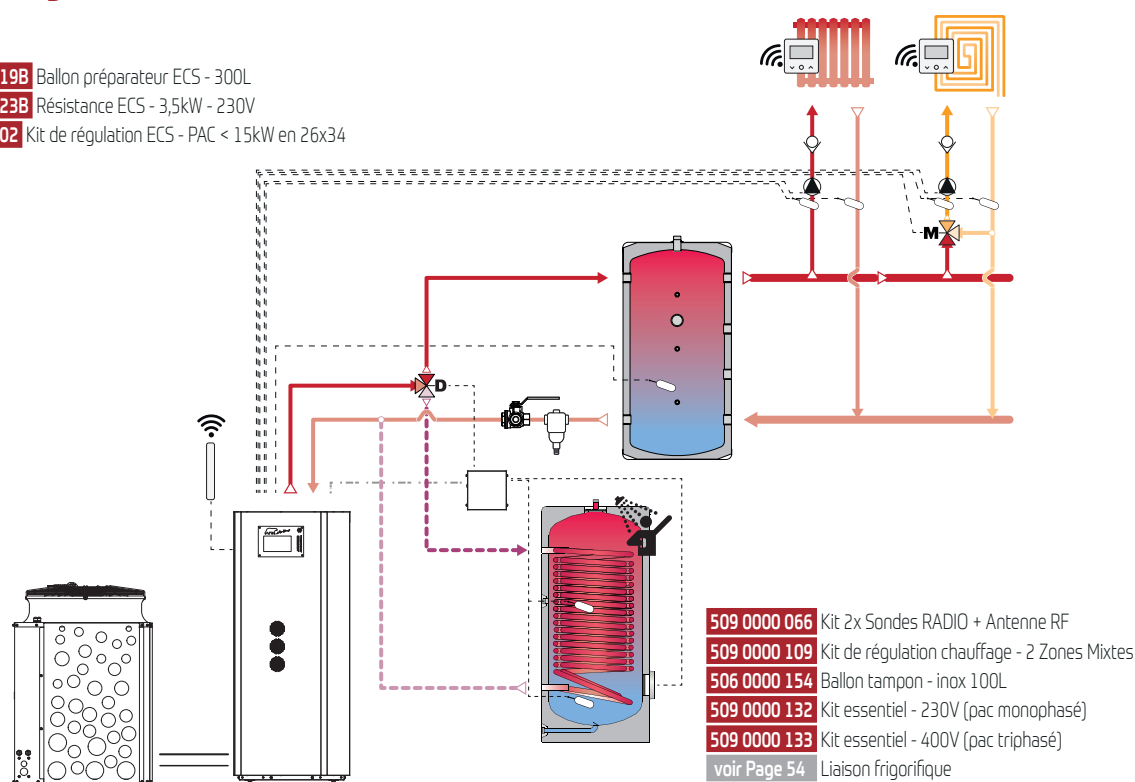 19B Ballon préparateur ECS - 300L
23B Résistance ECS - 3,5kW - 230V
02 Kit de régulation ECS - PAC < 15kW en 26x34
M
D
509 0000 066 Kit 2x Sondes RADIO + Antenne RF
509 0000 109 Kit de régulation chauffage - 2 Zones Mixtes
506 0000 154 Ballon tampon - inox 100L
509 0000 132 Kit essentiel - 230V (pac monophasé)
509 0000 133 Kit essentiel - 400V (pac triphasé)
voir Page 54 Liaison frigorifique